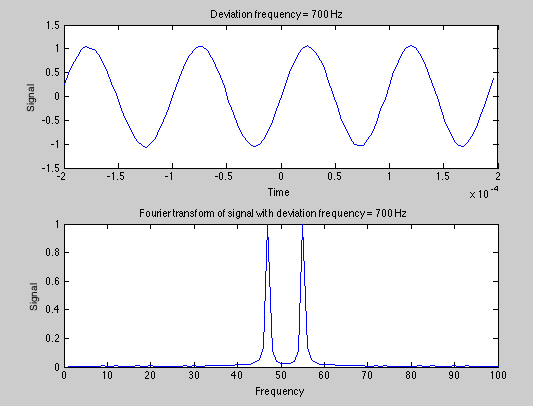 Deviation frequency = 700 Hz
1.5
1
0.5
0
-0.5
-1
-1.5
Signal
-2 -1.5 -1 -0.5 0 0.5 1 1.5 2
Time
x 10^-4
Fourier transform of signal with deviation frequency = 700 Hz
1
0.8
0.6
0.4
0.2
0
Signal
0 10 20 30 40 50 60 70 80 90 100
Frequency